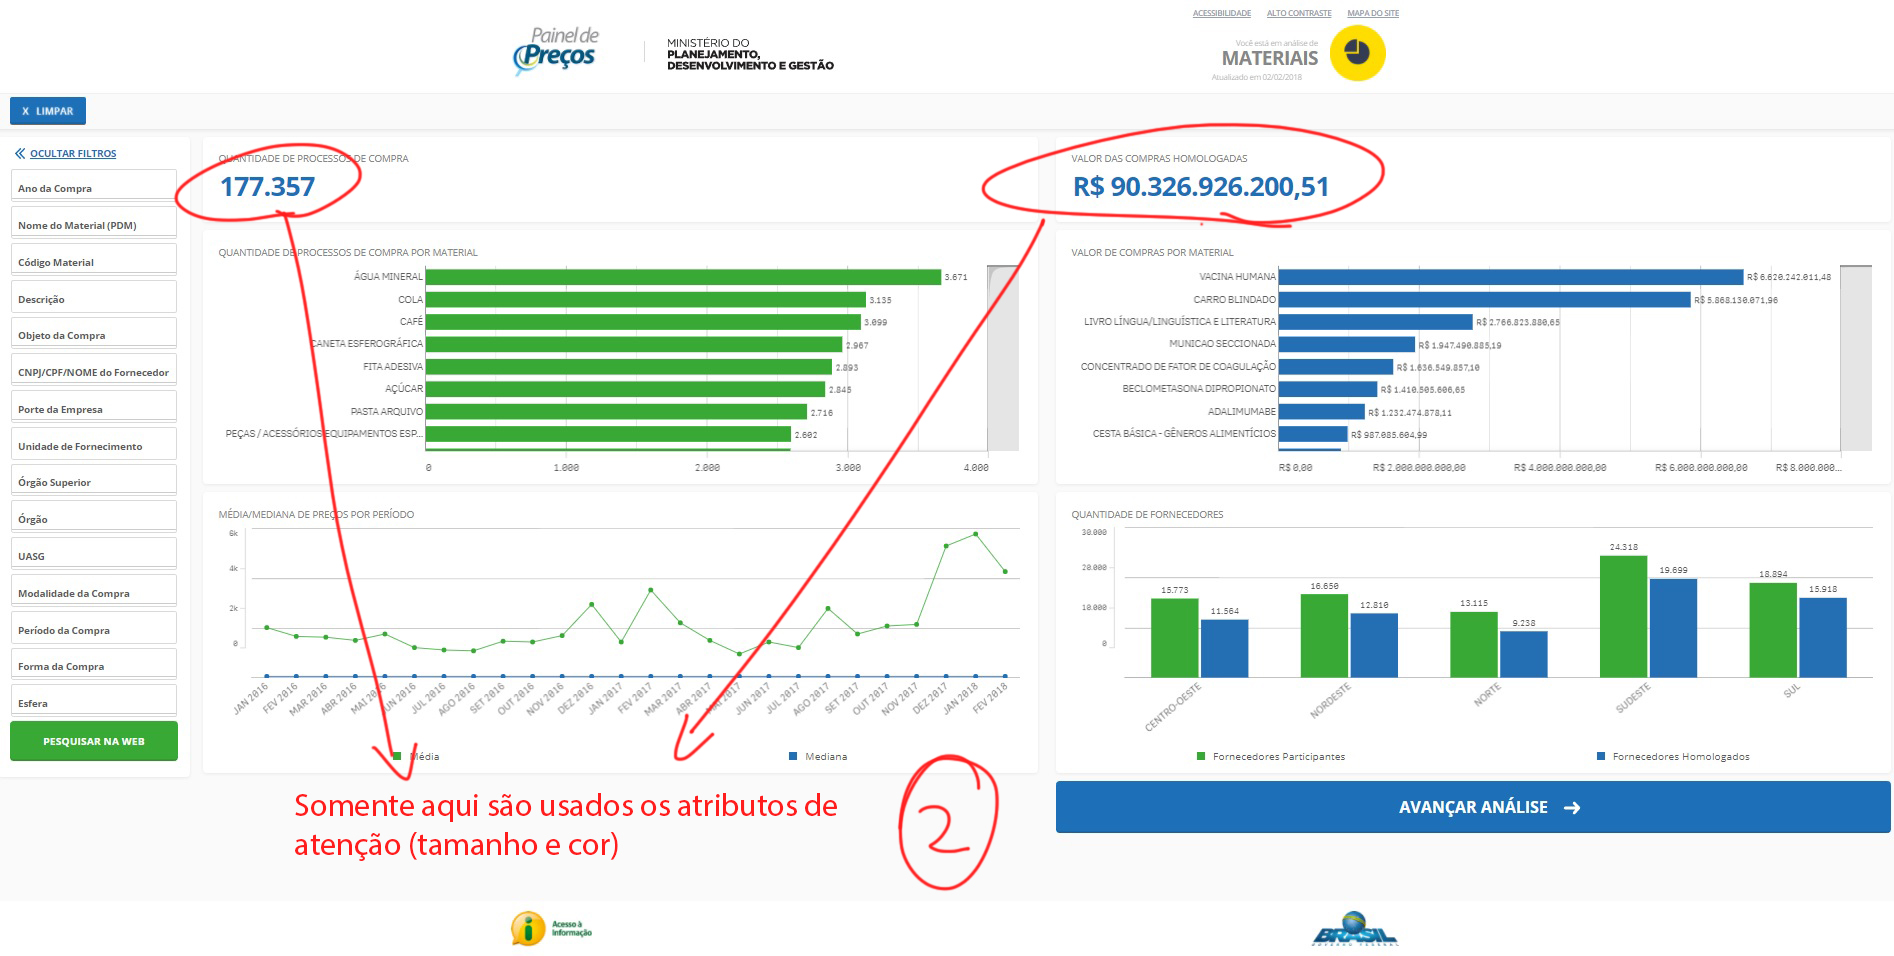 ACESSIBILIDADE ALTO CONTRASTE MAPA DO SITE
Painel de
Preços
MINISTÉRIO DO
PLANEJAMENTO,
DESENVOLVIMENTO E GESTÃO
Você está em análise de
MATERIAIS
Atualizado em 02/02/2018
X LIMPAR
OCULTAR FILTROS
Ano da Compra
Nome do Material (PDM)
Código Material
Descrição
Objeto da Compra
CNPJ/CPF/NOME do Fornecedor
Porte da Empresa
Unidade de Fornecimento
Órgão Superior
Órgão
UASG
Modalidade da Compra
Período da Compra
Forma da Compra
Esfera
PESQUISAR NA WEB
QUANTIDADE DE PROCESSOS DE COMPRA
177.357
VALOR DAS COMPRAS HOMOLOGADAS
R$ 90.326.926.200,51
QUANTIDADE DE PROCESSOS DE COMPRA POR MATERIAL
ÁGUA MINERAL 3.671
COLA 3.135
CAFÉ 3.099
CANETA ESFEROGRÁFICA 2.967
FITA ADESIVA 2.893
AÇÚCAR 2.845
PASTA ARQUIVO 2.716
PEÇAS / ACESSÓRIOS EQUIPAMENTOS ESP... 2.602
0 1.000 2.000 3.000 4.000
VALOR DE COMPRAS POR MATERIAL
VACINA HUMANA R$ 6.620.242.011,48
CARRO BLINDADO R$ 5.868.130.071,96
LIVRO LÍNGUA/LINGUÍSTICA E LITERATURA R$ 2.766.823.880,65
MUNICAO SECCIONADA R$ 1.947.490.885,19
CONCENTRADO DE FATOR DE COAGULAÇÃO R$ 1.636.549.857,10
BECLOMETASONA DIPROPIONATO R$ 1.410.505.606,65
ADALIMUMABE R$ 1.232.474.878,11
CESTA BÁSICA - GÊNEROS ALIMENTÍCIOS R$ 987.085.604,99
R$ 0,00 R$ 2.000.000.000,00 R$ 4.000.000.000,00 R$ 6.000.000.000,00 R$ 8.000.000...
MÉDIA/MEDIANA DE PREÇOS POR PERÍODO
6k
4k
2k
0
JAN 2016 FEV 2016 MAR 2016 ABR 2016 MAI 2016 JUN 2016 JUL 2016 AGO 2016 SET 2016 OUT 2016 NOV 2016 DEZ 2016 JAN 2017 FEV 2017 MAR 2017 ABR 2017 MAI 2017 JUN 2017 JUL 2017 AGO 2017 SET 2017 OUT 2017 NOV 2017 DEZ 2017 JAN 2018 FEV 2018
Média Mediana
QUANTIDADE DE FORNECEDORES
30.000
20.000
10.000
0
15.773 11.564 16.650 12.810 13.115 9.238 24.318 19.699 18.894 15.918
CENTRO-OESTE NORDESTE NORTE SUDESTE SUL
Fornecedores Participantes Fornecedores Homologados
Somente aqui são usados os atributos de
atenção (tamanho e cor)
2
AVANÇAR ANÁLISE
Acesso à
Informação
BRASIL
GOVERNO FEDERAL